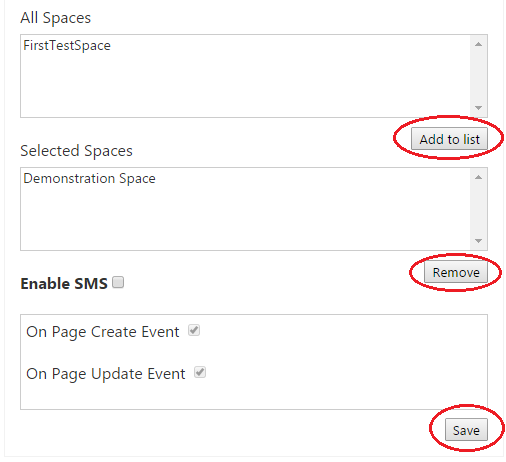 All Spaces
FirstTestSpace
Add to list
Selected Spaces
Demonstration Space
Remove
Enable SMS
On Page Create Event
On Page Update Event
Save